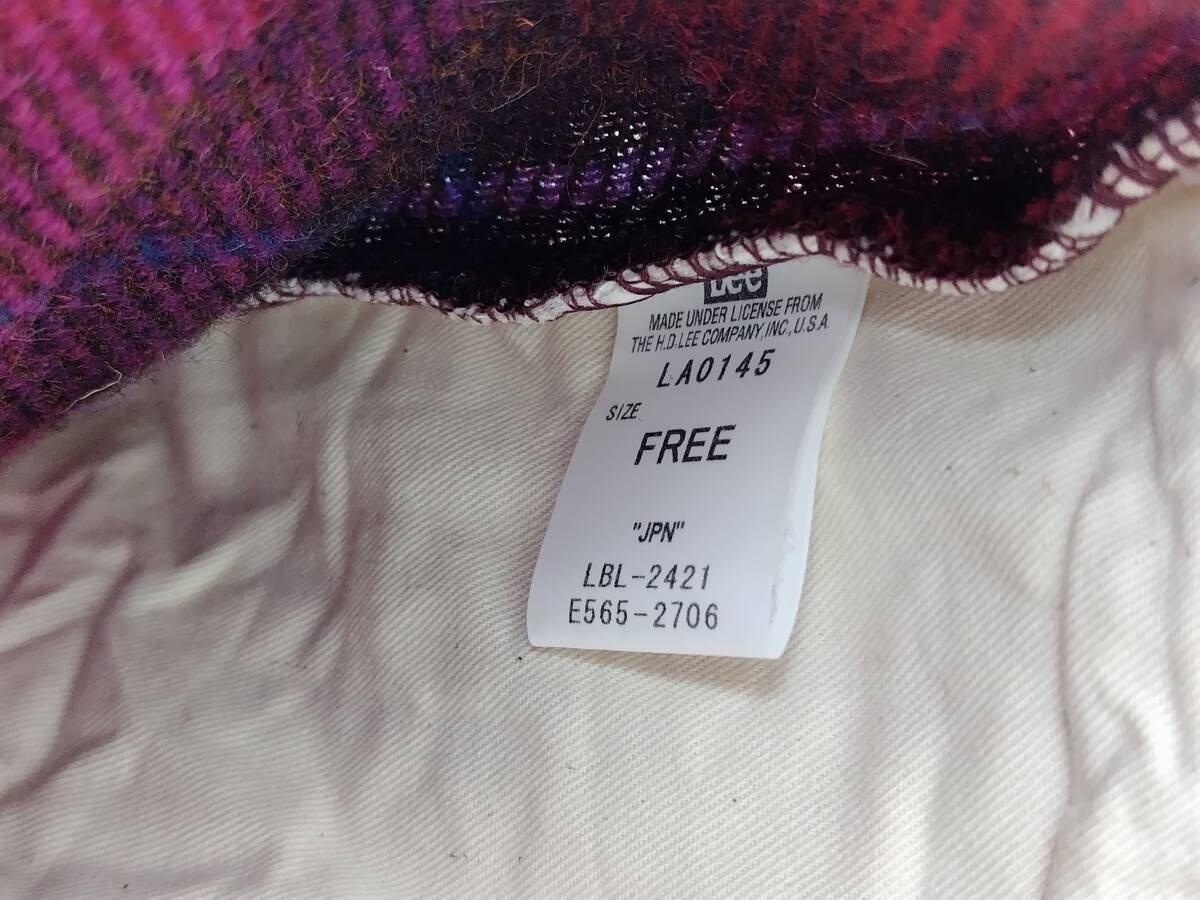 Lee
MADE UNDER LICENSE FROM
THE H.D.LEE COMPANY,INC.,U.S.A.
LA0145
SIZE
FREE
"JPN"
LBL-2421
E565-2706